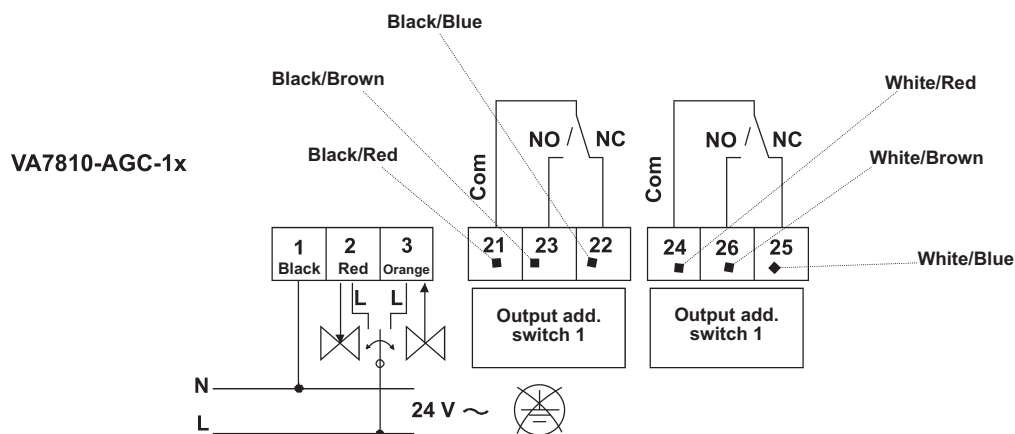 Black/Blue
Black/Brown
White/Red
NO / NC
NO / NC
Black/Red
White/Brown
VA7810-AGC-1x
Com
Com
1
2
3
21
23
22
24
26
25
Black
Red
Orange
White/Blue
L
L
Output add.
switch 1
Output add.
switch 1
N
24 V ~
L